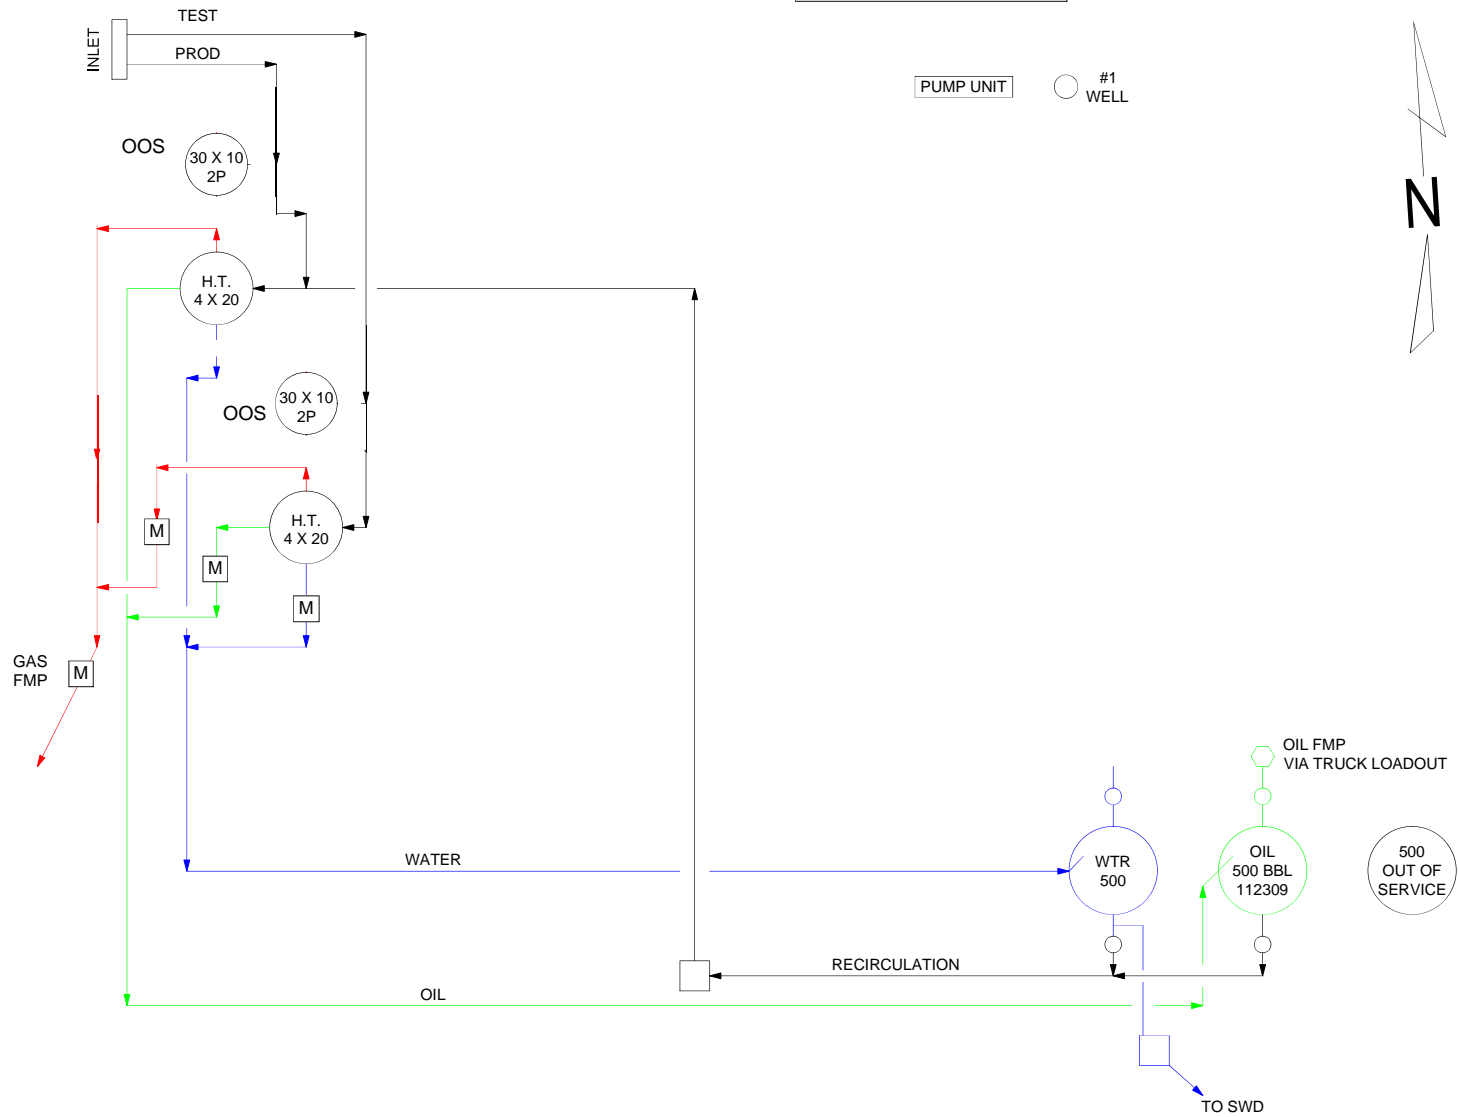 TEST
INLET
PROD
PUMP UNIT
#1
WELL
OOS
30 X 10
2P
N
H.T.
4 X 20
30 X 10
2P
OOS
H.T.
4 X 20
M
M
M
GAS
FMP
M
OIL FMP
VIA TRUCK LOADOUT
WATER
WTR
500
OIL
500 BBL
112309
500
OUT OF
SERVICE
RECIRCULATION
OIL
TO SWD